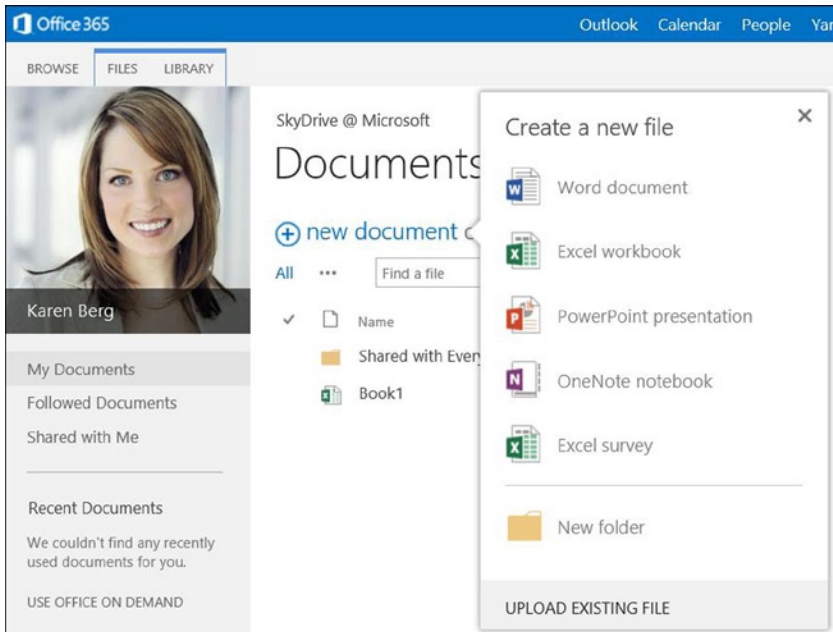 Office 365
Outlook Calendar People
BROWSE FILES LIBRARY
Karen Berg
My Documents
Followed Documents
Shared with Me
Recent Documents
We couldn't find any recently
used documents for you.
USE OFFICE ON DEMAND
SkyDrive @ Microsoft
Documents
new document
All ... Find a file
Name
Shared with
Book1
Create a new file
Word document
Excel workbook
PowerPoint presentation
OneNote notebook
Excel survey
New folder
UPLOAD EXISTING FILE